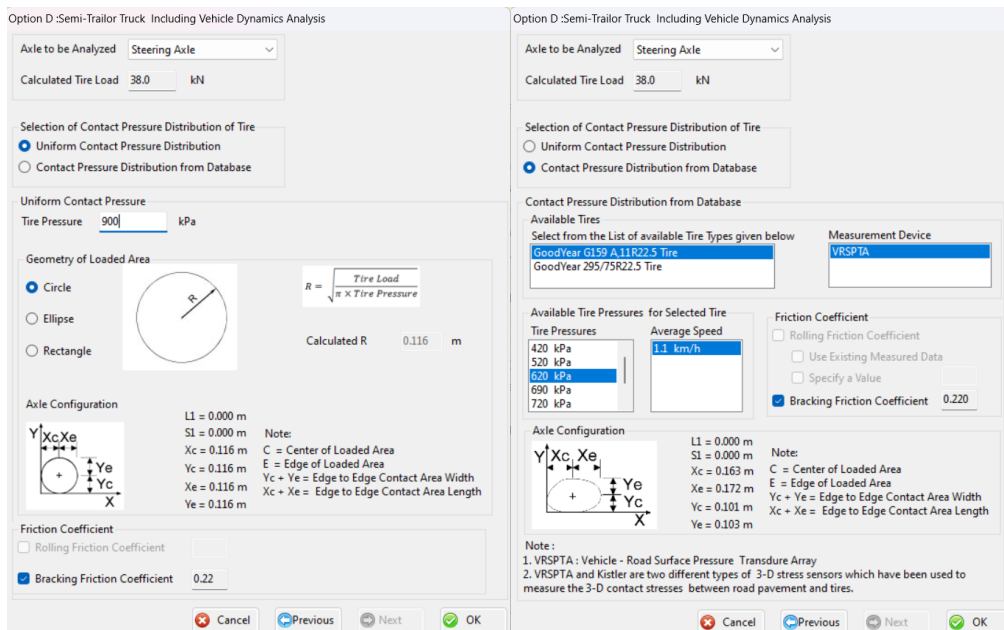 Option D :Semi-Trailor Truck Including Vehicle Dynamics Analysis
Axle to be Analyzed Steering Axle
Calculated Tire Load 38.0 kN
Selection of Contact Pressure Distribution of Tire
Uniform Contact Pressure Distribution
Contact Pressure Distribution from Database
Uniform Contact Pressure
Tire Pressure 900 kPa
Geometry of Loaded Area
Circle
Ellipse
Rectangle
R
R = √ Tire Load / π × Tire Pressure
Calculated R 0.116 m
Axle Configuration
Y Xc Xe
Ye
Yc
X
L1 = 0.000 m
S1 = 0.000 m
Xc = 0.116 m
Yc = 0.116 m
Xe = 0.116 m
Ye = 0.116 m
Note:
C = Center of Loaded Area
E = Edge of Loaded Area
Yc + Ye = Edge to Edge Contact Area Width
Xc + Xe = Edge to Edge Contact Area Length
Friction Coefficient
Rolling Friction Coefficient
Bracking Friction Coefficient 0.22
Cancel Previous Next OK
Option D :Semi-Trailor Truck Including Vehicle Dynamics Analysis
Axle to be Analyzed Steering Axle
Calculated Tire Load 38.0 kN
Selection of Contact Pressure Distribution of Tire
Uniform Contact Pressure Distribution
Contact Pressure Distribution from Database
Contact Pressure Distribution from Database
Available Tires
Select from the List of available Tire Types given below
GoodYear G159 A,11R22.5 Tire
GoodYear 295/75R22.5 Tire
Measurement Device
VRSPTA
Available Tire Pressures for Selected Tire
Tire Pressures
420 kPa
520 kPa
620 kPa
690 kPa
720 kPa
Average Speed
1.1 km/h
Friction Coefficient
Rolling Friction Coefficient
Use Existing Measured Data
Specify a Value
Bracking Friction Coefficient 0.220
Axle Configuration
Y Xc Xe
Ye
Yc
X
L1 = 0.000 m
S1 = 0.000 m
Xc = 0.163 m
Xe = 0.172 m
Yc = 0.101 m
Ye = 0.103 m
Note:
C = Center of Loaded Area
E = Edge of Loaded Area
Yc + Ye = Edge to Edge Contact Area Width
Xc + Xe = Edge to Edge Contact Area Length
Note :
1. VRSPTA : Vehicle - Road Surface Pressure Transdure Array
2. VRSPTA and Kistler are two different types of 3-D stress sensors which have been used to
measure the 3-D contact stresses between road pavement and tires.
Cancel Previous Next OK